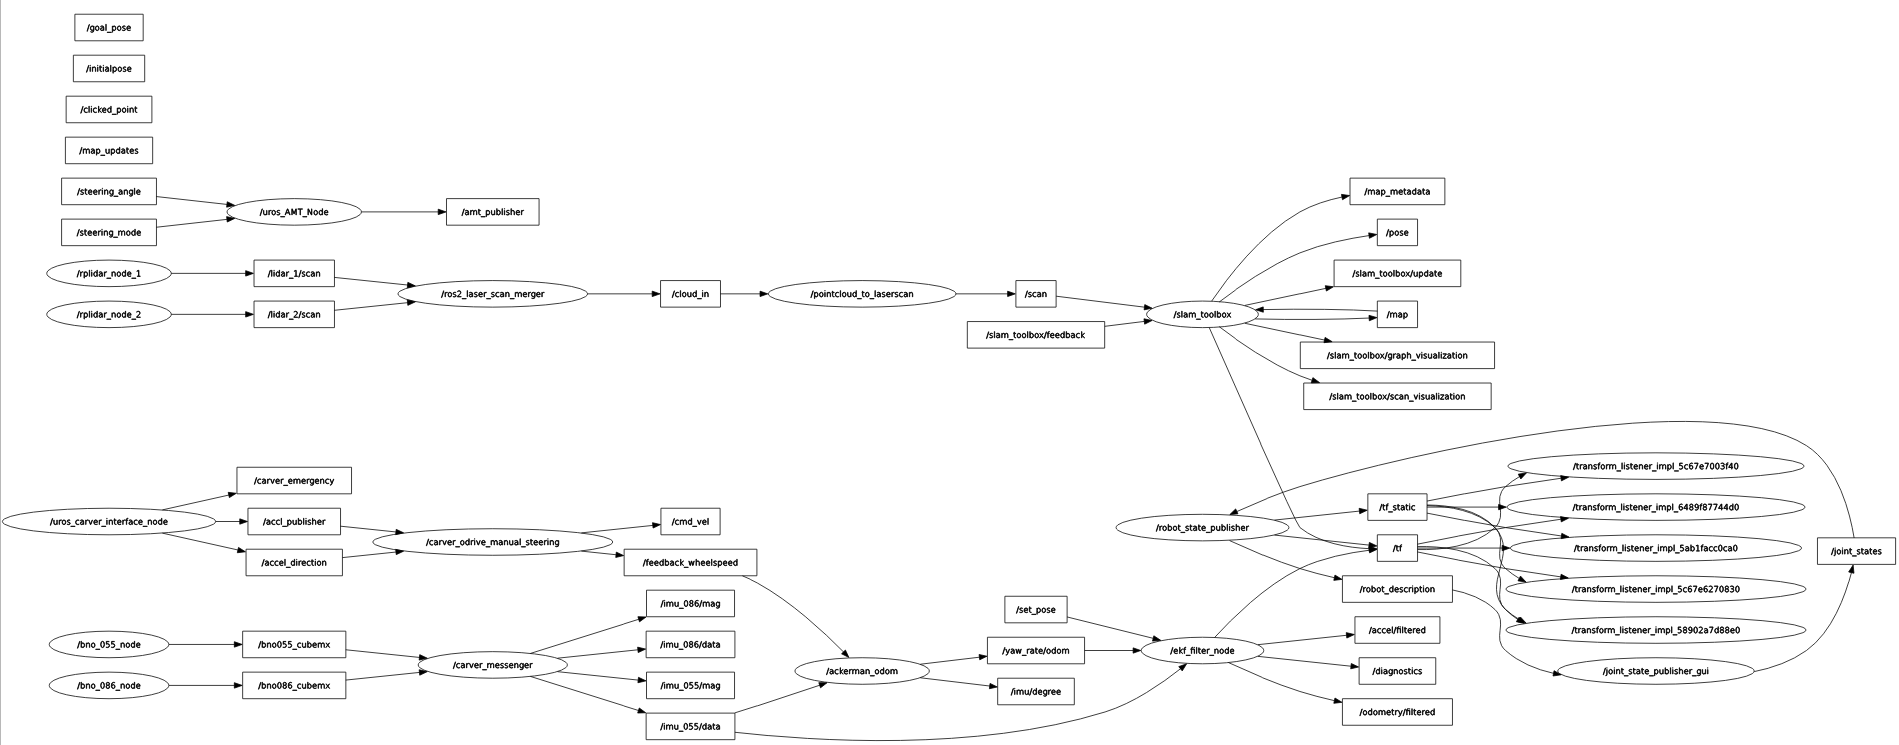 /goal_pose
/initialpose
/clicked_point
/map_updates
/steering_angle
/steering_mode
/uros_AMT_Node
/amt_publisher
/rplidar_node_1
/rplidar_node_2
/lidar_1/scan
/lidar_2/scan
/ros2_laser_scan_merger
/cloud_in
/pointcloud_to_laserscan
/scan
/slam_toolbox/feedback
/slam_toolbox
/map_metadata
/pose
/slam_toolbox/update
/map
/slam_toolbox/graph_visualization
/slam_toolbox/scan_visualization
/uros_carver_interface_node
/carver_emergency
/accl_publisher
/accel_direction
/carver_odrive_manual_steering
/cmd_vel
/feedback_wheelspeed
/bno_055_node
/bno_086_node
/bno055_cubemx
/bno086_cubemx
/carver_messenger
/imu_086/mag
/imu_086/data
/imu_055/mag
/imu_055/data
/ackerman_odom
/set_pose
/yaw_rate/odom
/imu/degree
/ekf_filter_node
/robot_state_publisher
/tf_static
/tf
/robot_description
/accel/filtered
/diagnostics
/odometry/filtered
/transform_listener_impl_5c67e7003f40
/transform_listener_impl_6489f87744d0
/transform_listener_impl_5ab1facc0ca0
/transform_listener_impl_5c67e6270830
/transform_listener_impl_58902a7d88e0
/joint_state_publisher_gui
/joint_states